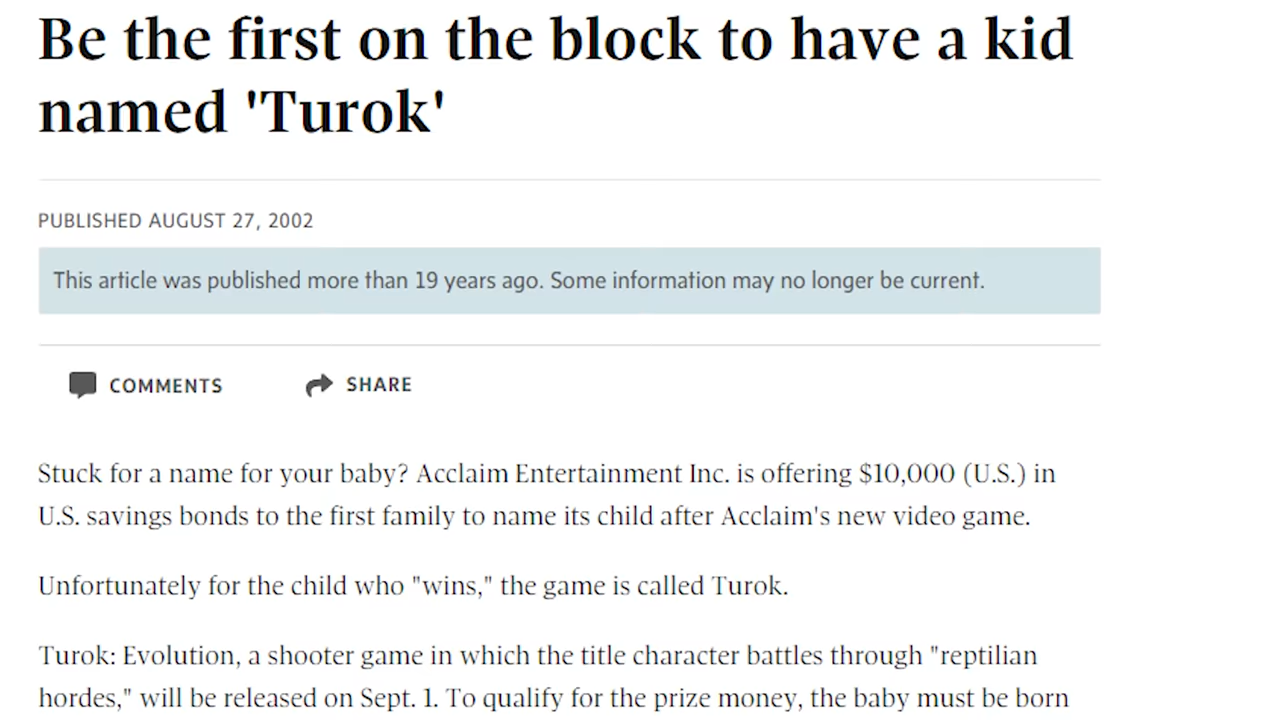 Be the first on the block to have a kid
named 'Turok'
PUBLISHED AUGUST 27, 2002
This article was published more than 19 years ago. Some information may no longer be current.
COMMENTS SHARE
Stuck for a name for your baby? Acclaim Entertainment Inc. is offering $10,000 (U.S.) in
U.S. savings bonds to the first family to name its child after Acclaim's new video game.
Unfortunately for the child who "wins," the game is called Turok.
Turok: Evolution, a shooter game in which the title character battles through "reptilian
hordes," will be released on Sept. 1. To qualify for the prize money, the baby must be born